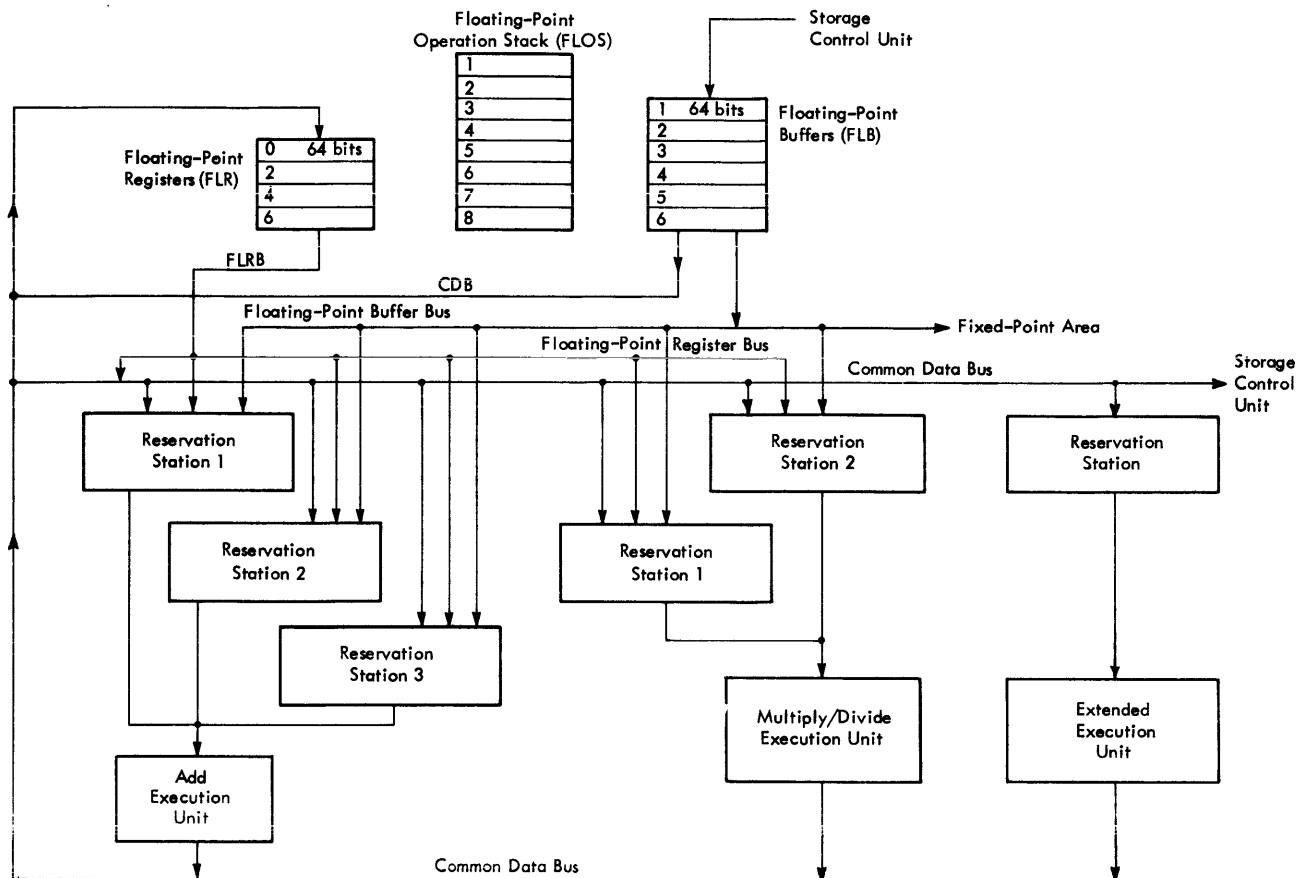 Floating-Point
Operation Stack (FLOS)
1
2
3
4
5
6
7
8
Storage
Control Unit
1 64 bits
2
3
4
5
6
Floating-Point
Buffers (FLB)
Floating-Point
Registers (FLR)
0 64 bits
2
4
6
FLRB
CDB
Floating-Point Buffer Bus
Fixed-Point Area
Floating-Point Register Bus
Common Data Bus
Storage
Control
Unit
Reservation
Station 1
Reservation
Station 2
Reservation
Station
Reservation
Station 2
Reservation
Station 1
Reservation
Station 3
Multiply/Divide
Execution Unit
Extended
Execution
Unit
Add
Execution
Unit
Common Data Bus